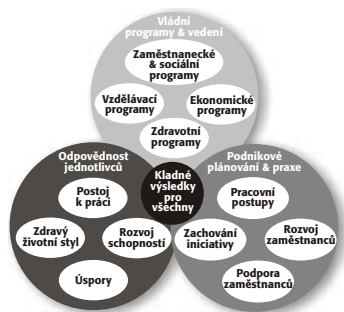 Vládní
programy & vedení
Zaměstnanecké
& sociální
programy
Vzdělávací
programy
Ekonomické
programy
Zdravotní
programy
Odpovědnost
jednotlivců
Postoj
k práci
Zdravý
životní styl
Rozvoj
schopností
Úspory
Kladné
výsledky
pro
všechny
Podnikové
plánování & praxe
Pracovní
postupy
Zachování
iniciativy
Rozvoj
zaměstnanců
Podpora
zaměstnanců